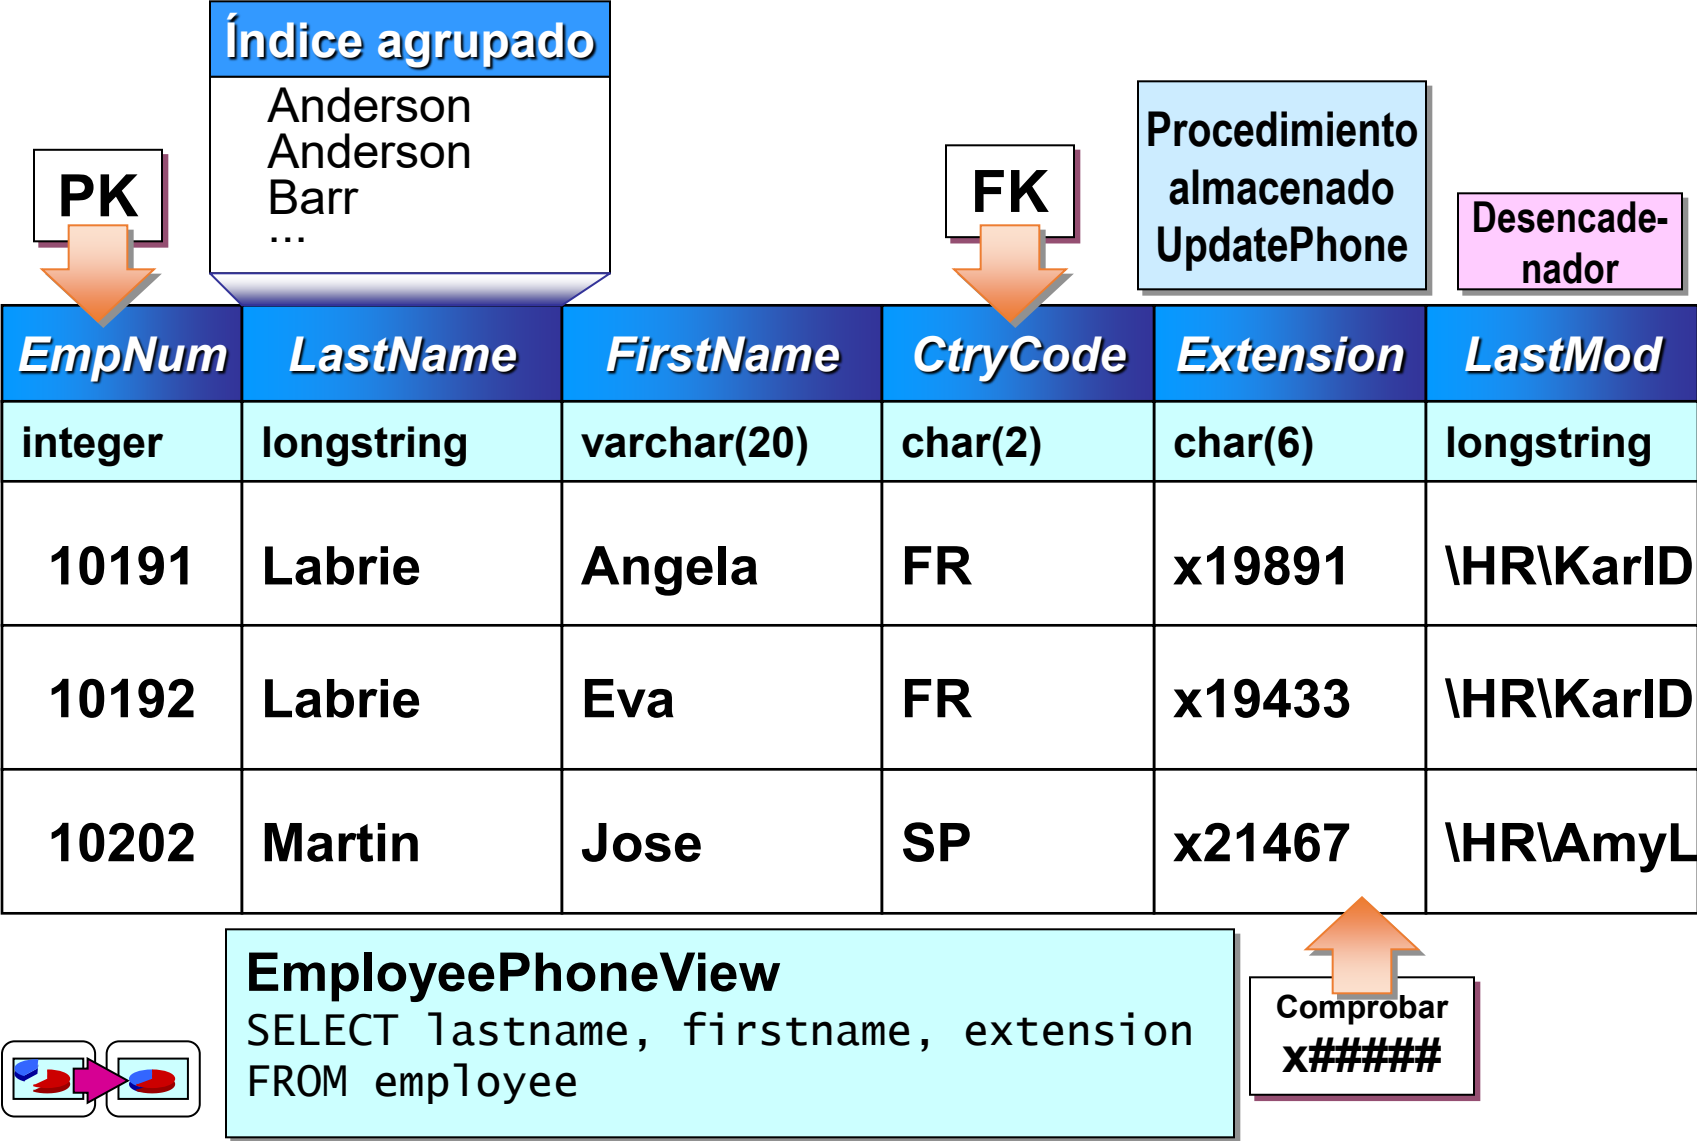 Índice agrupado
Anderson
Anderson
Barr
...
PK
FK
Procedimiento
almacenado
UpdatePhone
Desencade-
nador
EmpNum LastName FirstName CtryCode Extension LastMod
integer longstring varchar(20) char(2) char(6) longstring
10191 Labrie Angela FR x19891 \HR\KarlD
10192 Labrie Eva FR x19433 \HR\KarlD
10202 Martin Jose SP x21467 \HR\AmyL
EmployeePhoneView
SELECT lastname, firstname, extension
FROM employee
Comprobar
x#####